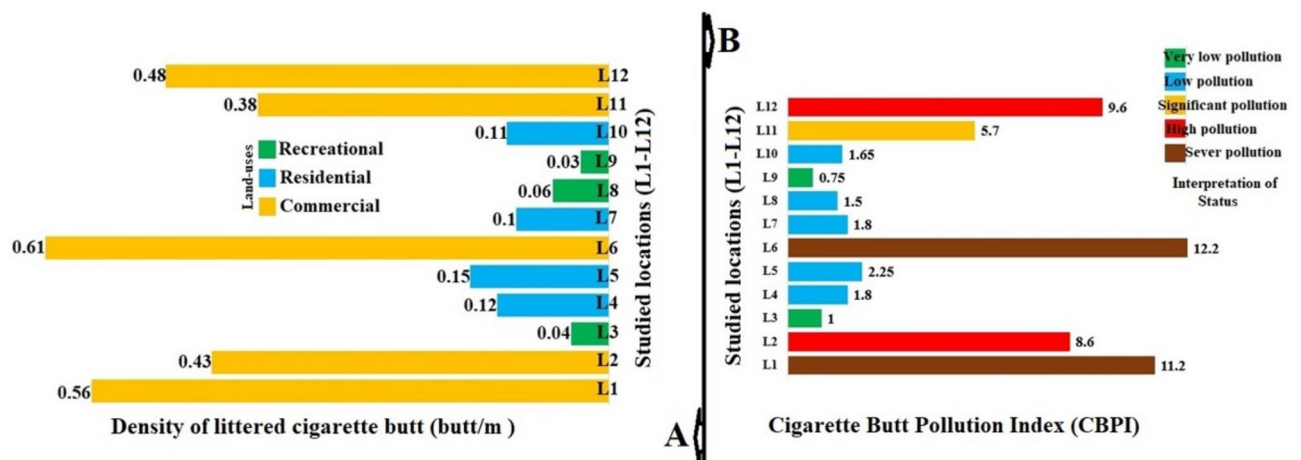 0.48
L12
0.38
L11
0.11
L10
0.03
L9
0.06
L8
0.1
L7
0.61
L6
0.15
L5
0.12
L4
0.04
L3
0.43
L2
0.56
L1
Land-uses
Recreational
Residential
Commercial
Studied locations (L1-L12)
Density of littered cigarette butt (butt/m )
A
B
Studied locations (L1-L12)
L12
9.6
L11
5.7
L10
1.65
L9
0.75
L8
1.5
L7
1.8
L6
12.2
L5
2.25
L4
1.8
L3
1
L2
8.6
L1
11.2
Cigarette Butt Pollution Index (CBPI)
Very low pollution
Low pollution
Significant pollution
High pollution
Sever pollution
Interpretation of
Status